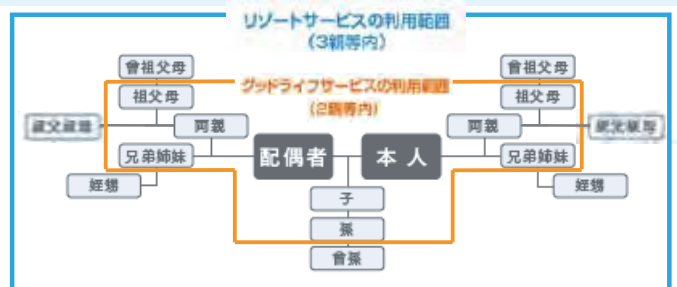 リゾートサービスの利用範囲
(3親等内)
曾祖父母
曾祖父母
グッドライフサービスの利用範囲
(2親等内)
祖父母
祖父母
両親
両親
兄弟姉妹
配偶者
本人
兄弟姉妹
姪甥
姪甥
子
孫
曾孫